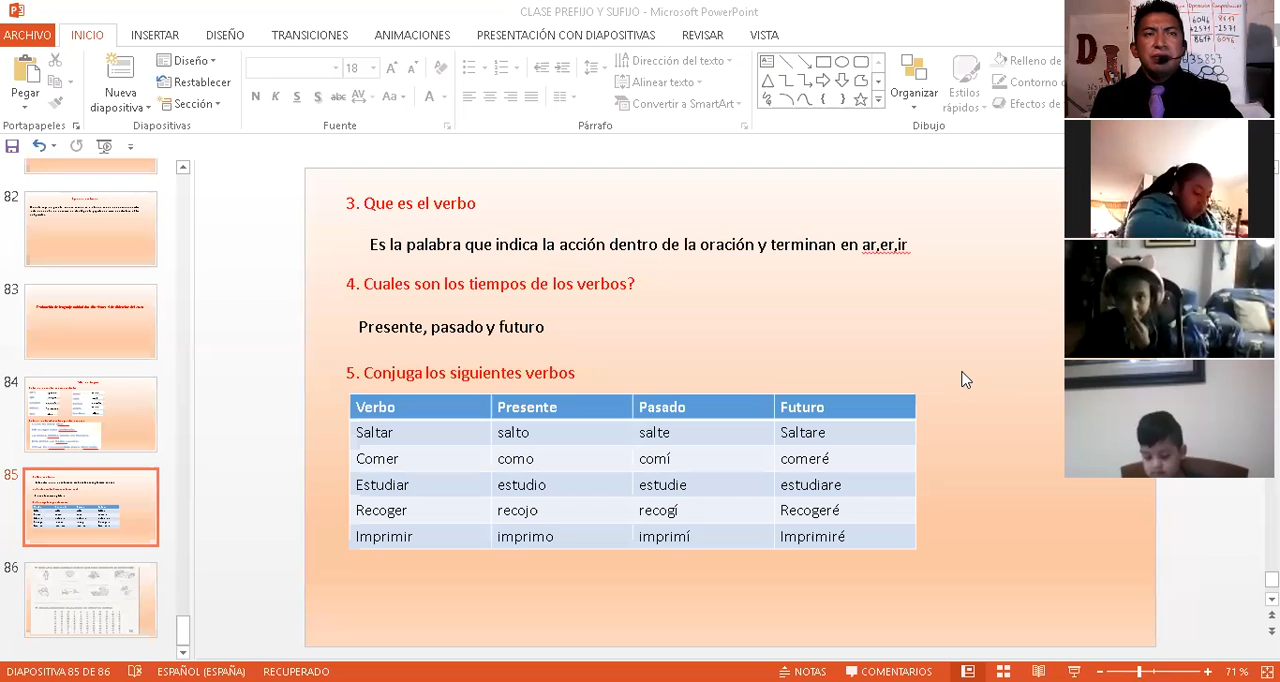 CLASE PREFIJO Y SUFIJO - Microsoft PowerPoint
ARCHIVO INICIO INSERTAR DISEÑO TRANSICIONES ANIMACIONES PRESENTACIÓN CON DIAPOSITIVAS REVISAR VISTA
Pegar
Nueva diapositiva
Diseño
Restablecer
Sección
18
N K S S abc AV Aa A
Dirección del texto
Alinear texto
Convertir a SmartArt
Organizar
Estilos rápidos
Relleno de
Contorno
Efectos de
Portapapeles Diapositivas Fuente Párrafo Dibujo
82
83
84
85
86
3. Que es el verbo
Es la palabra que indica la acción dentro de la oración y terminan en ar,er,ir
4. Cuales son los tiempos de los verbos?
Presente, pasado y futuro
5. Conjuga los siguientes verbos
Verbo Presente Pasado Futuro
Saltar salto salte Saltare
Comer como comí comeré
Estudiar estudio estudie estudiare
Recoger recojo recogí Recogeré
Imprimir imprimo imprimí Imprimiré
DIAPOSITIVA 85 DE 86 ESPAÑOL (ESPAÑA) RECUPERADO NOTAS COMENTARIOS 71 %